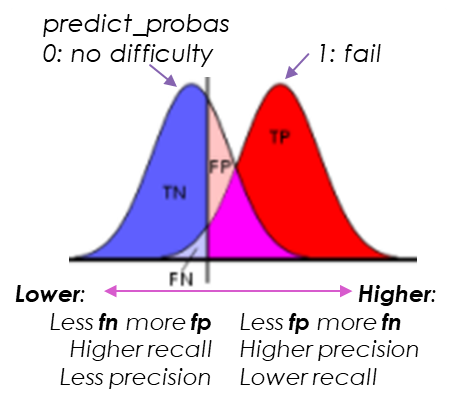 predict_probas
0: no difficulty
1: fail
TP
FP
TN
FN
Lower:
Higher:
Less fn more fp
Less fp more fn
Higher recall
Higher precision
Less precision
Lower recall